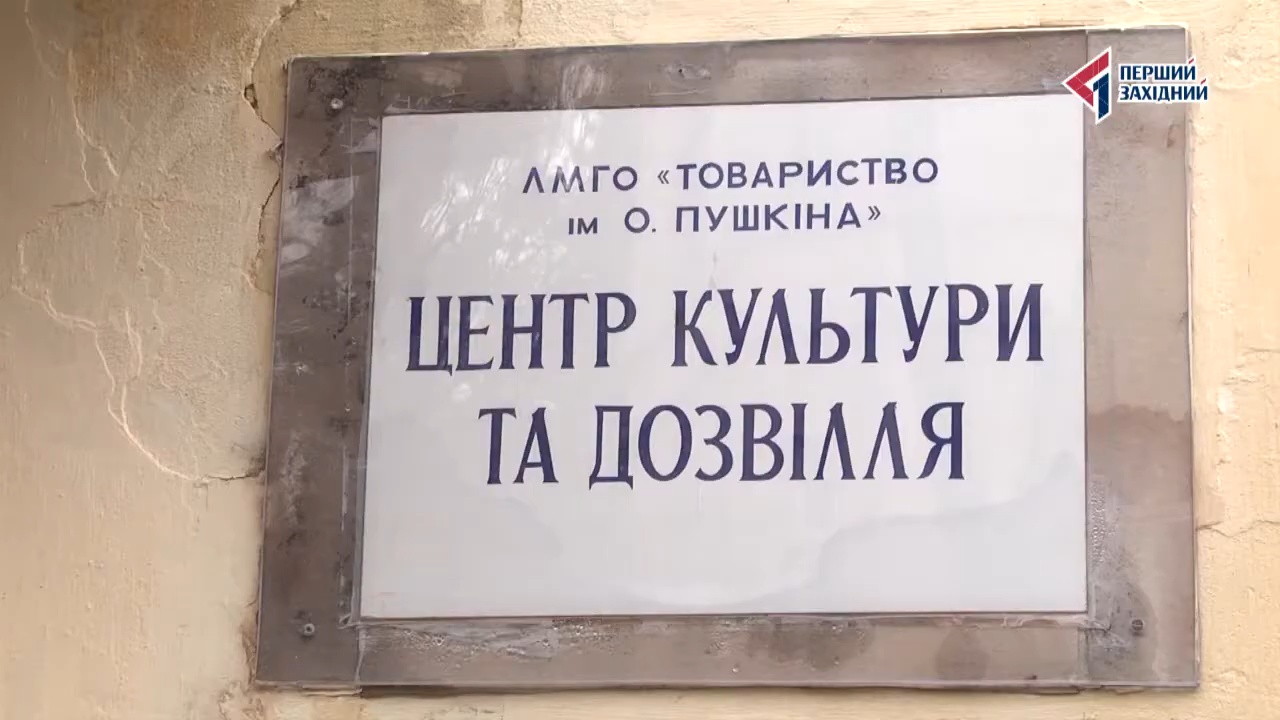 ПЕРШИЙ
ЗАХІДНИЙ
ЛМГО «ТОВАРИСТВО
ІМ О. ПУШКІНА»
ЦЕНТР КУЛЬТУРИ
ТА ДОЗВІЛЛЯ